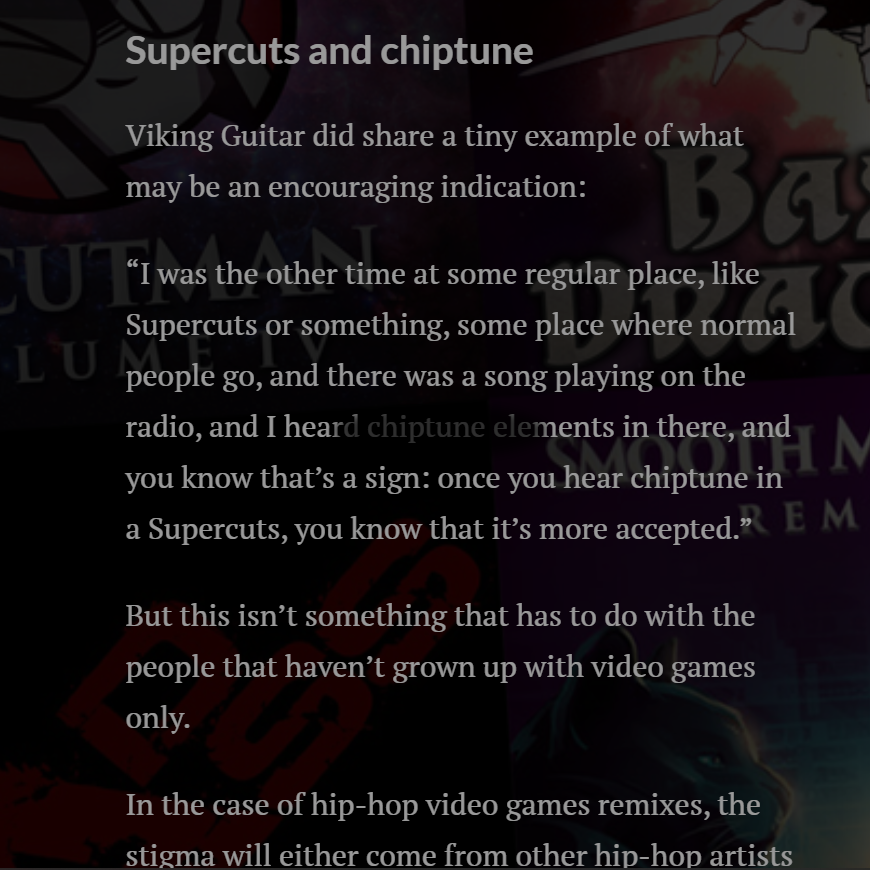 Supercuts and chiptune
Viking Guitar did share a tiny example of what
may be an encouraging indication:
“I was the other time at some regular place, like
Supercuts or something, some place where normal
people go, and there was a song playing on the
radio, and I heard chiptune elements in there, and
you know that’s a sign: once you hear chiptune in
a Supercuts, you know that it’s more accepted.”
But this isn’t something that has to do with the
people that haven’t grown up with video games
only.
In the case of hip-hop video games remixes, the
stigma will either come from other hip-hop artists
CUTMAN
LUME IV
SMOOTH M
REM